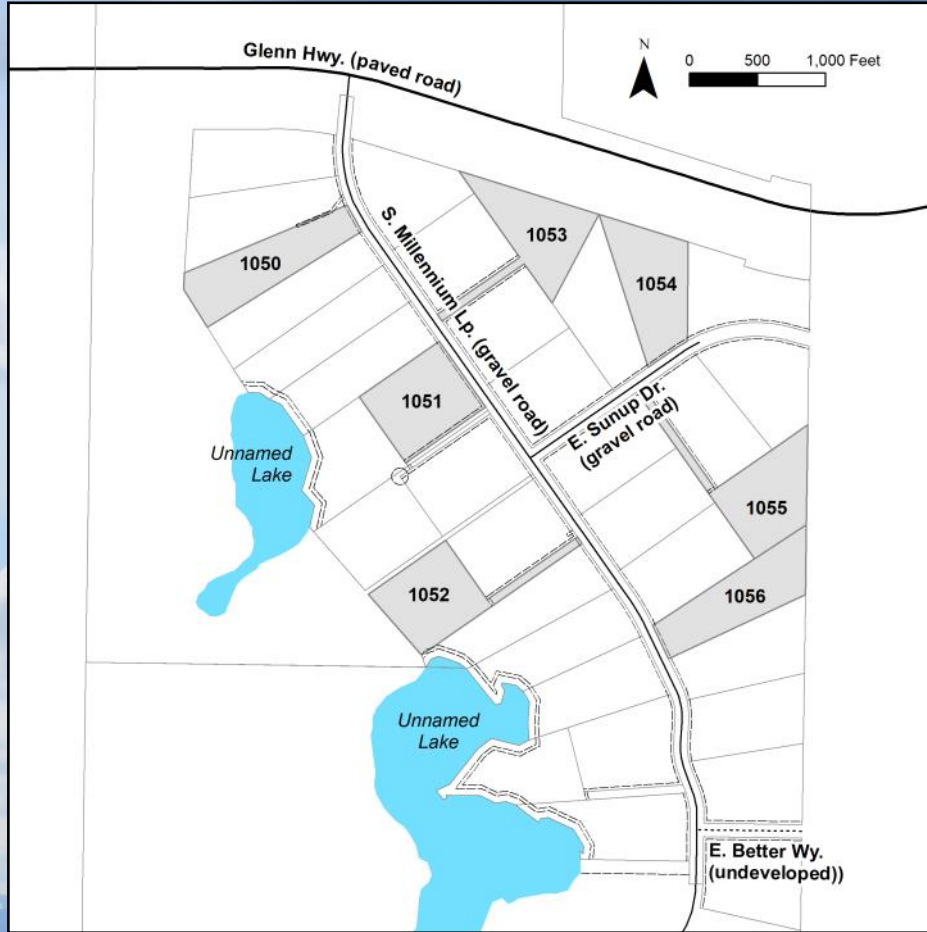 Glenn Hwy. (paved road)
N
0 500 1,000 Feet
1050
1053
1054
S. Millennium Lp. (gravel road)
1051
E. Sunup Dr.
(gravel road)
Unnamed
Lake
1055
1052
1056
Unnamed
Lake
E. Better Wy.
(undeveloped))